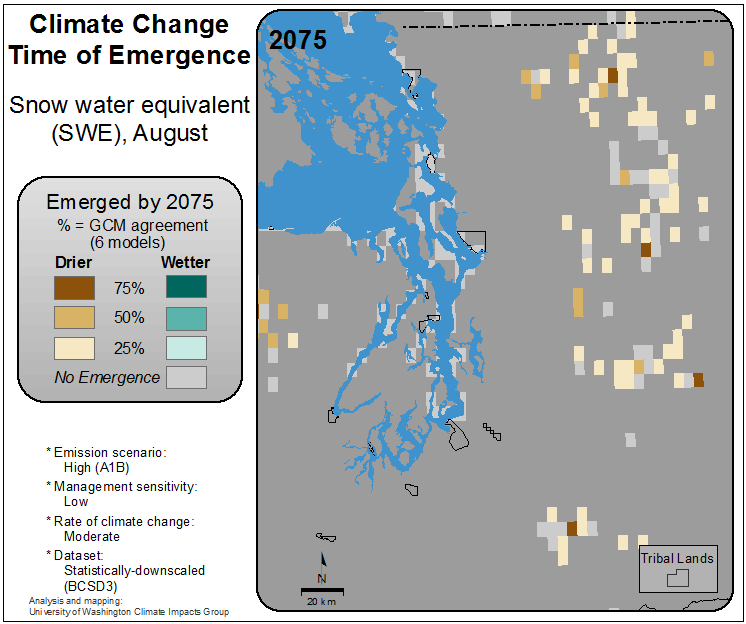 Climate Change
Time of Emergence
Snow water equivalent
(SWE), August
Emerged by 2075
% = GCM agreement
(6 models)
Drier Wetter
75%
50%
25%
No Emergence
* Emission scenario:
High (A1B)
* Management sensitivity:
Low
* Rate of climate change:
Moderate
* Dataset:
Statistically-downscaled
(BCSD3)
Analysis and mapping:
University of Washington Climate Impacts Group
2075
N
20 km
Tribal Lands